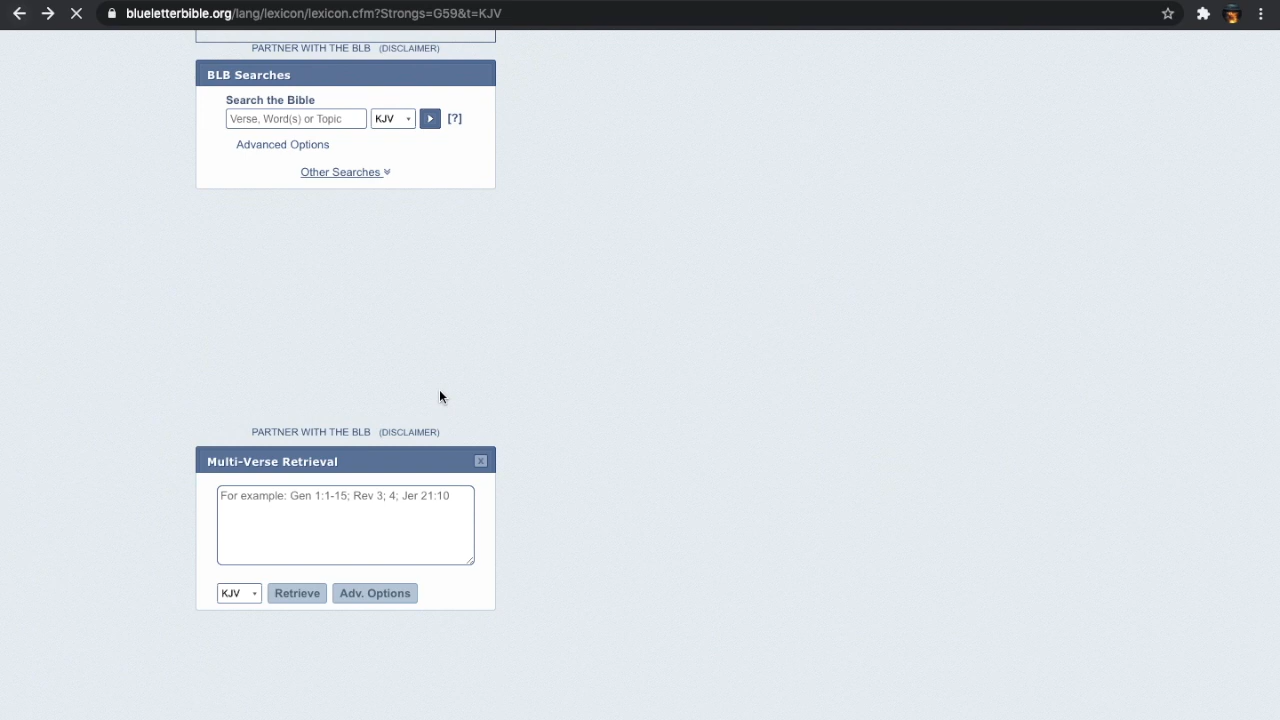 blueletterbible.org/lang/lexicon/lexicon.cfm?Strongs=G59&t=KJV
PARTNER WITH THE BLB (DISCLAIMER)
BLB Searches
Search the Bible
Verse, Word(s) or Topic KJV [?]
Advanced Options
Other Searches
PARTNER WITH THE BLB (DISCLAIMER)
Multi-Verse Retrieval X
For example: Gen 1:1-15; Rev 3; 4; Jer 21:10
KJV Retrieve Adv. Options